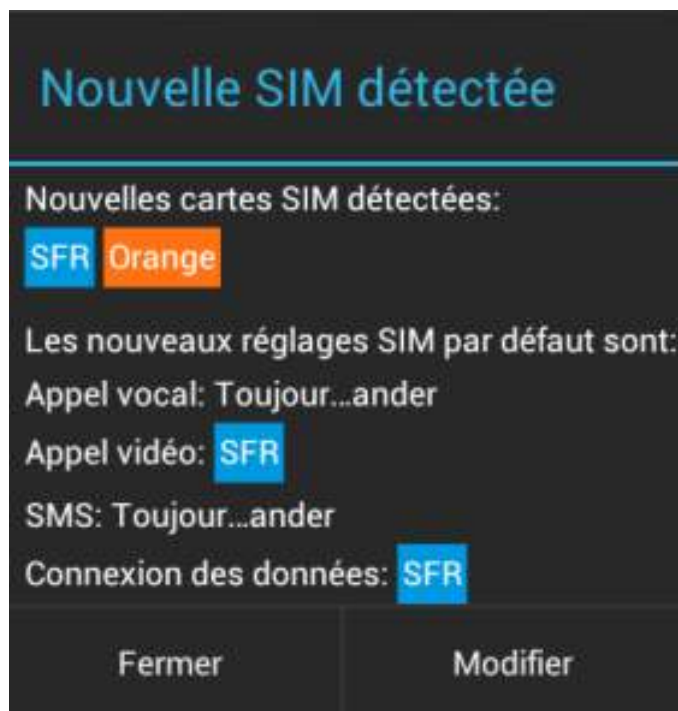 Nouvelle SIM détectée
Nouvelles cartes SIM détectées:
SFR Orange
Les nouveaux réglages SIM par défaut sont:
Appel vocal: Toujour...ander
Appel vidéo: SFR
SMS: Toujour...ander
Connexion des données: SFR
Fermer Modifier